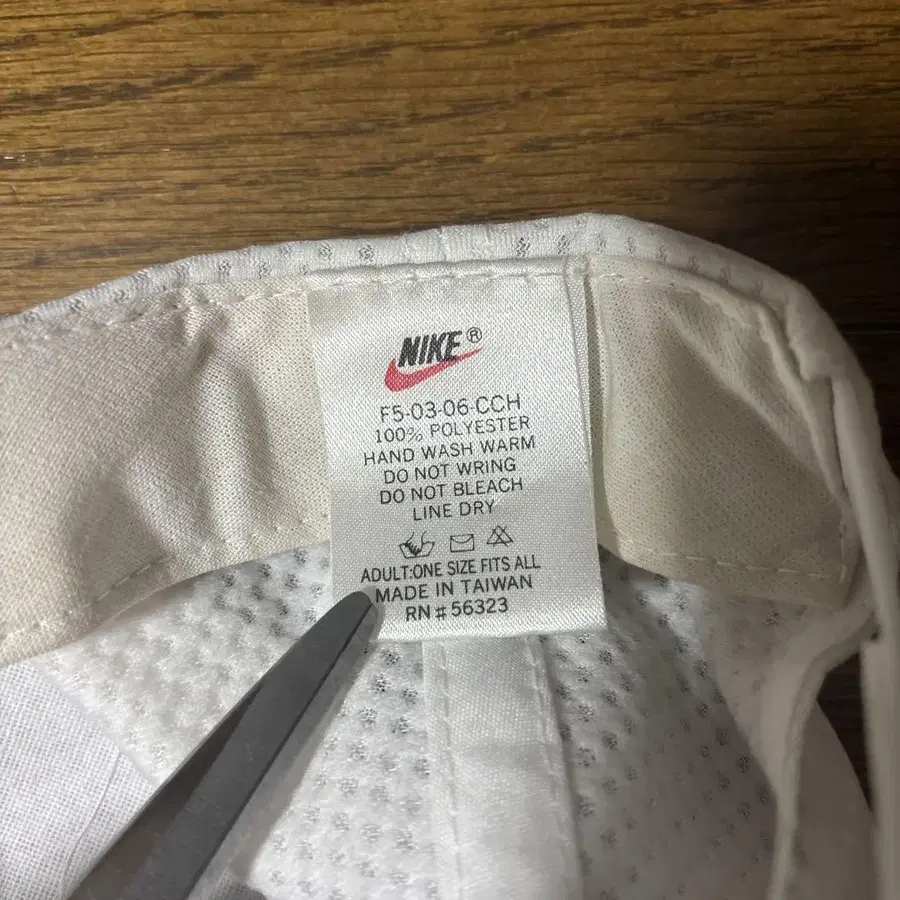 NIKE®
F5-03-06-CCH
100% POLYESTER
HAND WASH WARM
DO NOT WRING
DO NOT BLEACH
LINE DRY
ADULT:ONE SIZE FITS ALL
MADE IN TAIWAN
RN # 56323